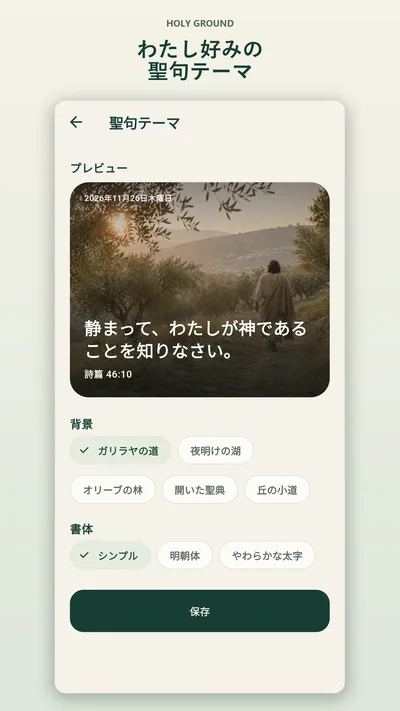 HOLY GROUND
わたし好みの
聖句テーマ
聖句テーマ
プレビュー
2026年11月26日木曜日
静まって、わたしが神である
ことを知りなさい。
詩篇 46:10
背景
ガリラヤの道
夜明けの湖
オリーブの林
開いた聖典
丘の小道
書体
シンプル
明朝体
やわらかな太字
保存